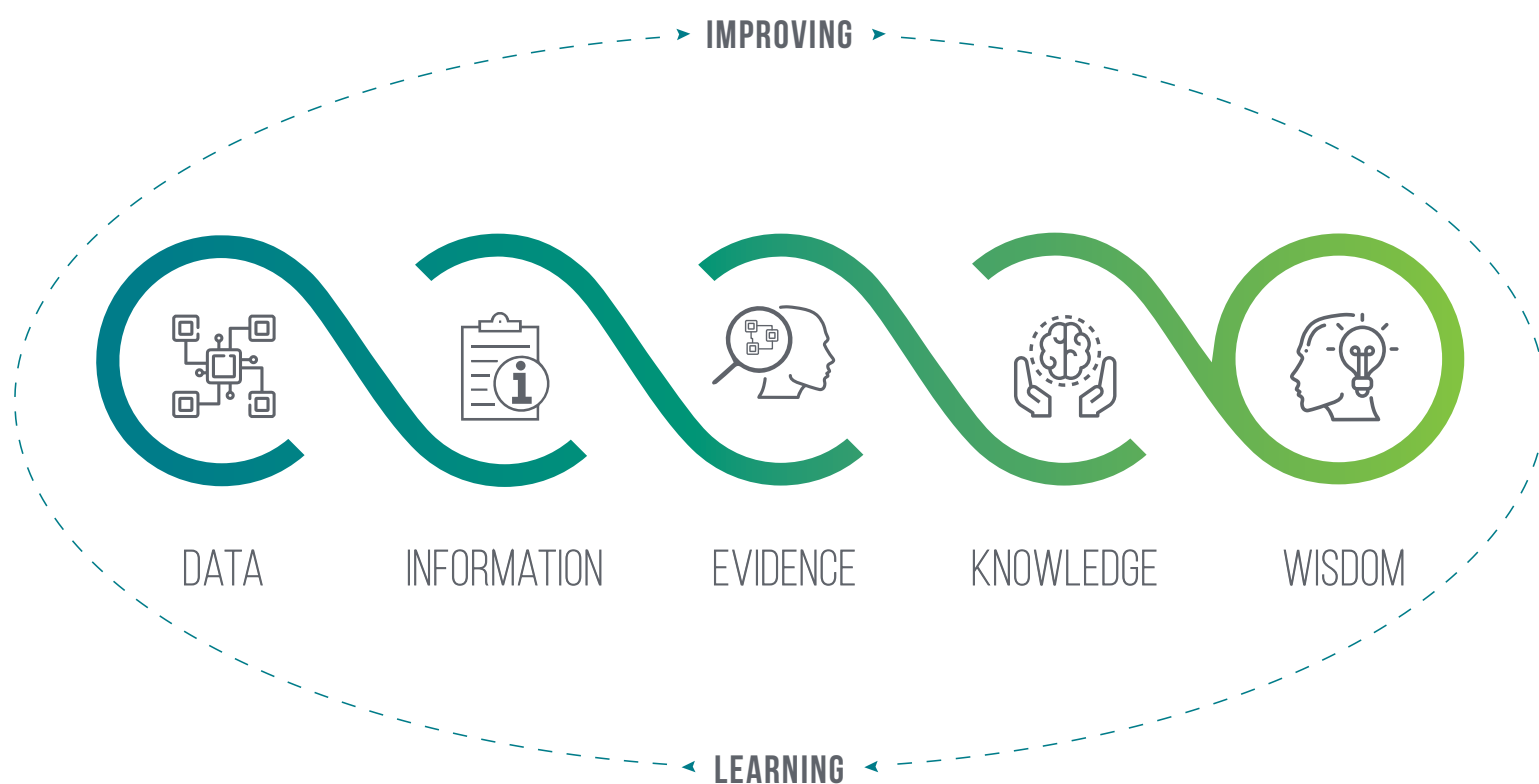 IMPROVING
DATA
INFORMATION
EVIDENCE
KNOWLEDGE
WISDOM
LEARNING